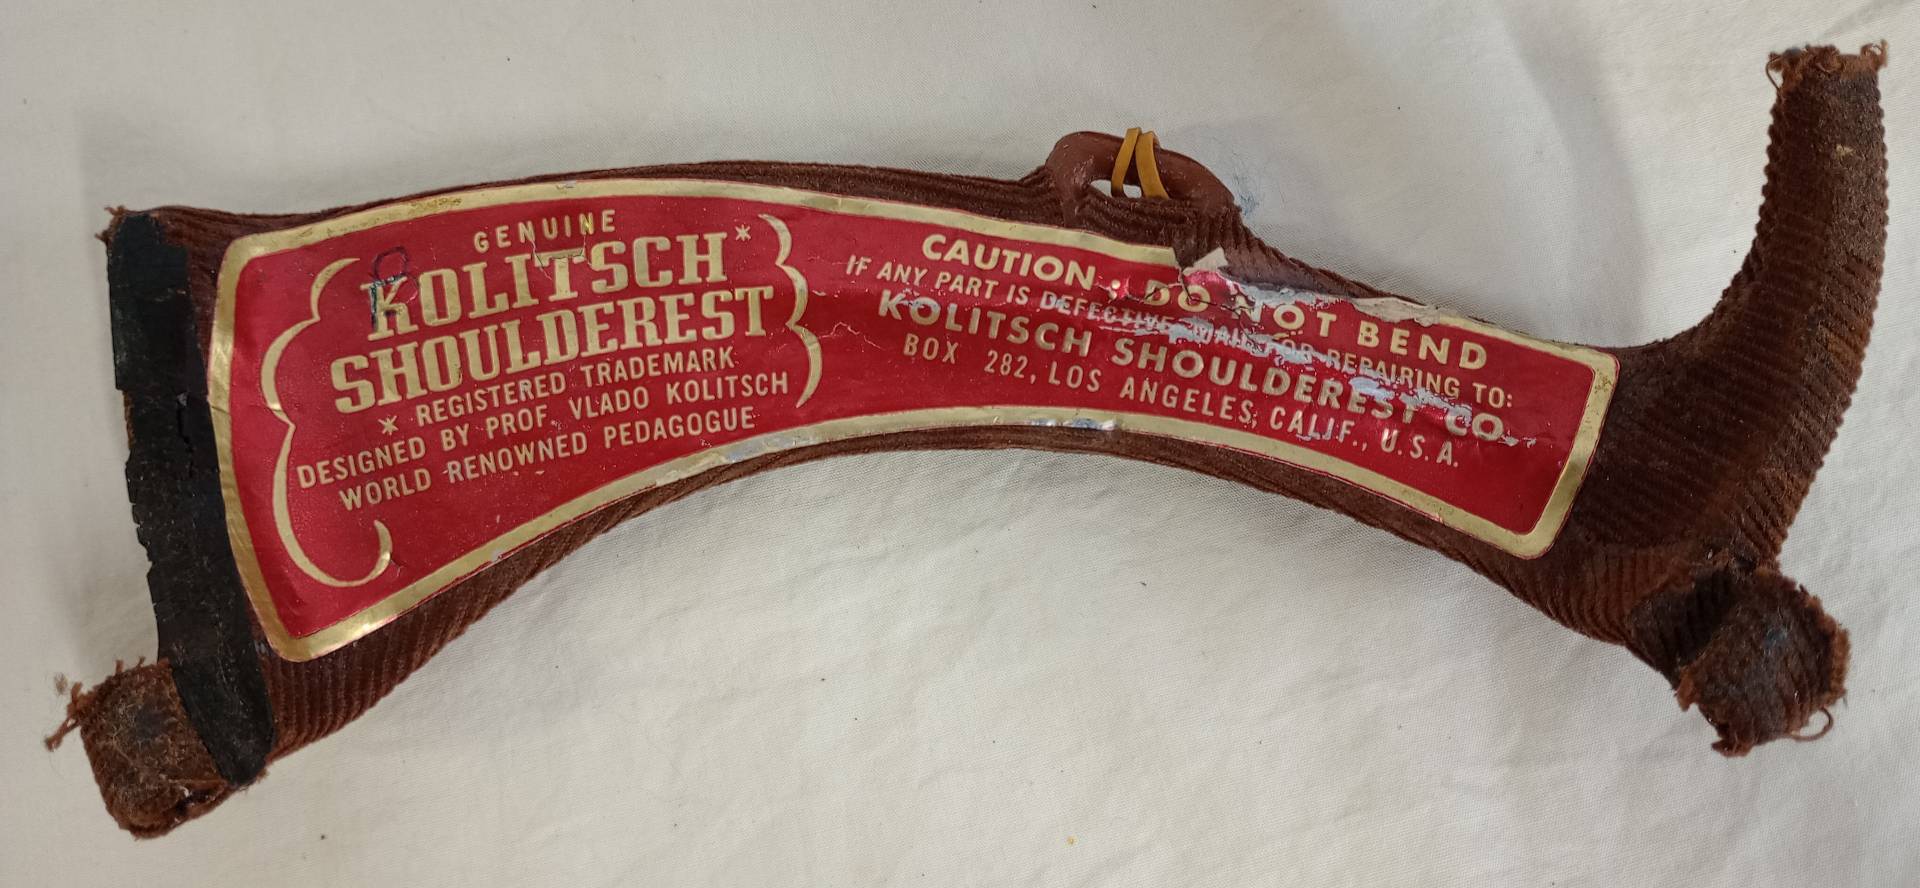 GENUINE
KOLITSCH*
SHOULDEREST
* REGISTERED TRADEMARK
DESIGNED BY PROF. VLADO KOLITSCH
WORLD RENOWNED PEDAGOGUE
CAUTION: DO NOT BEND
IF ANY PART IS DEFECTIVE MAIL FOR REPAIRING TO:
KOLITSCH SHOULDEREST CO.
BOX 282, LOS ANGELES, CALIF., U.S.A.